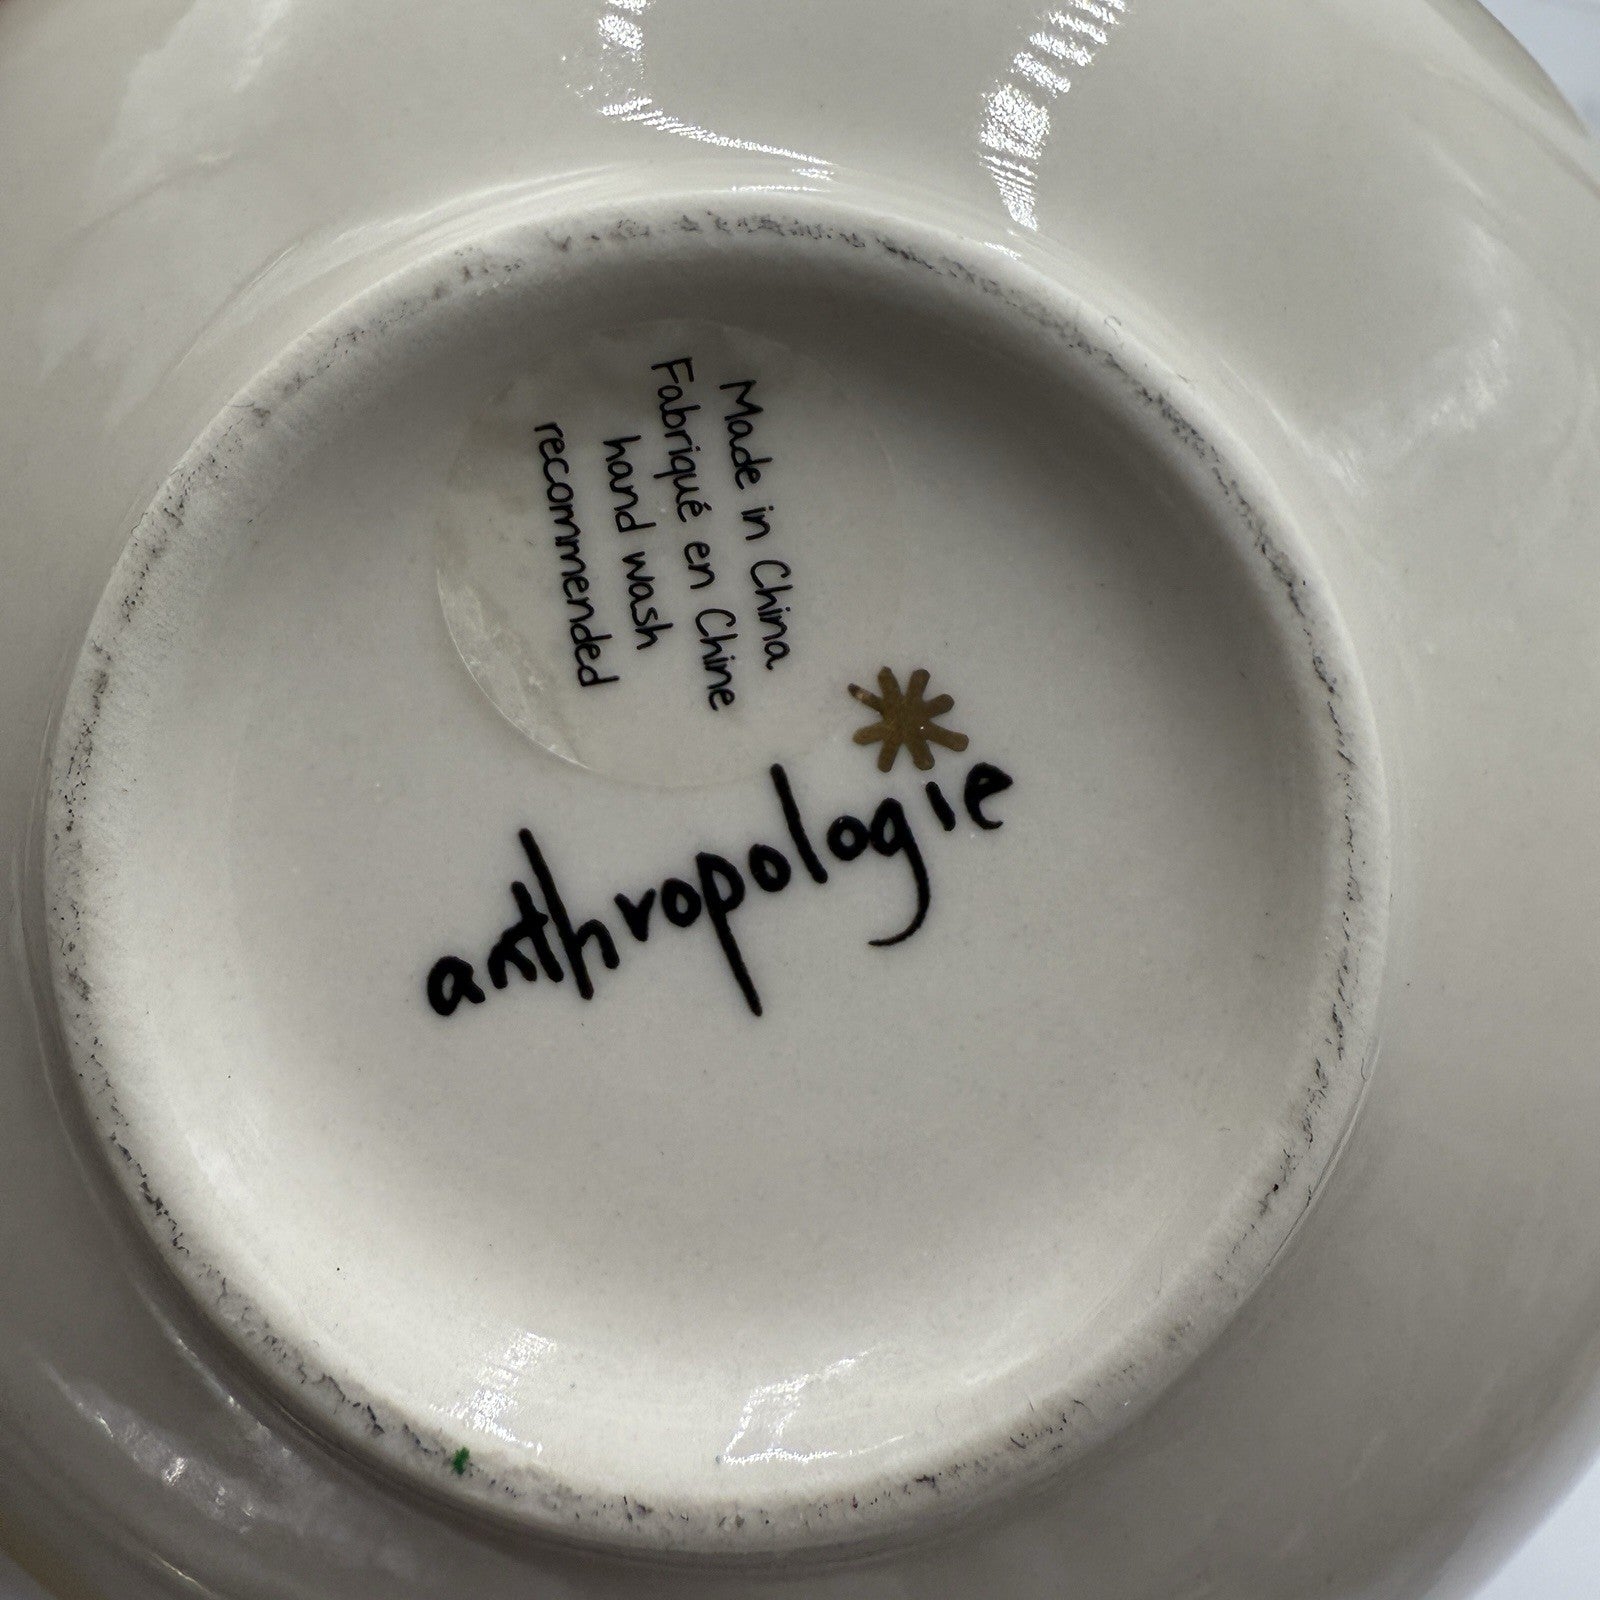 Made in China
Fabriqué en Chine
hand wash
recommended
anthropologie